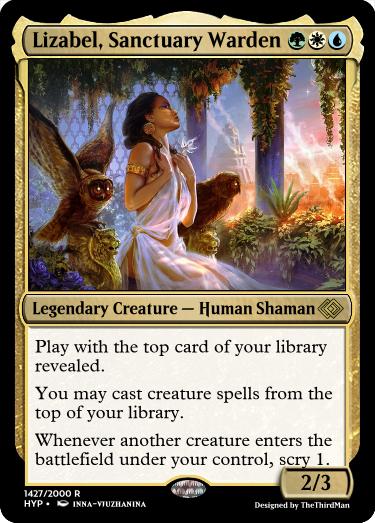 Lizabel, Sanctuary Warden
Legendary Creature — Human Shaman
Play with the top card of your library
revealed.
You may cast creature spells from the
top of your library.
Whenever another creature enters the
battlefield under your control, scry 1.
2/3
1427/2000 R
HYP • INNA-VJUZHANINA
Designed by TheThirdMan